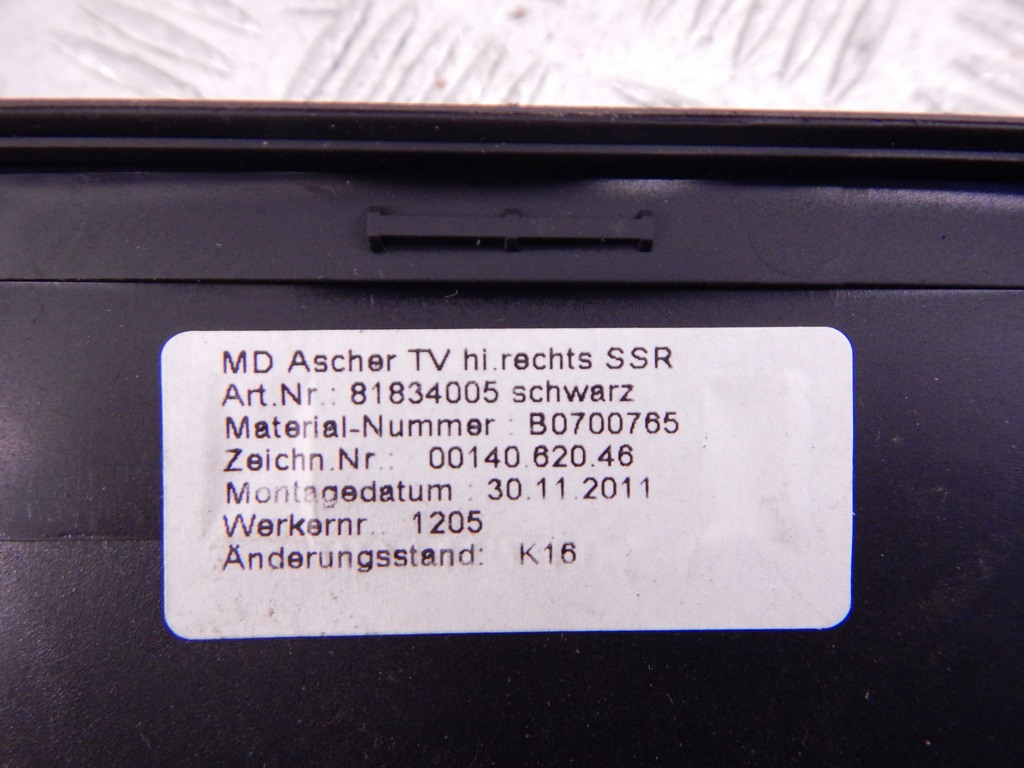 MD Ascher TV hi.rechts SSR
Art.Nr.: 81834005 schwarz
Material-Nummer : B0700765
Zeichn.Nr.: 00140.620.46
Montagedatum : 30.11.2011
Werkernr.: 1205
Änderungsstand: K16